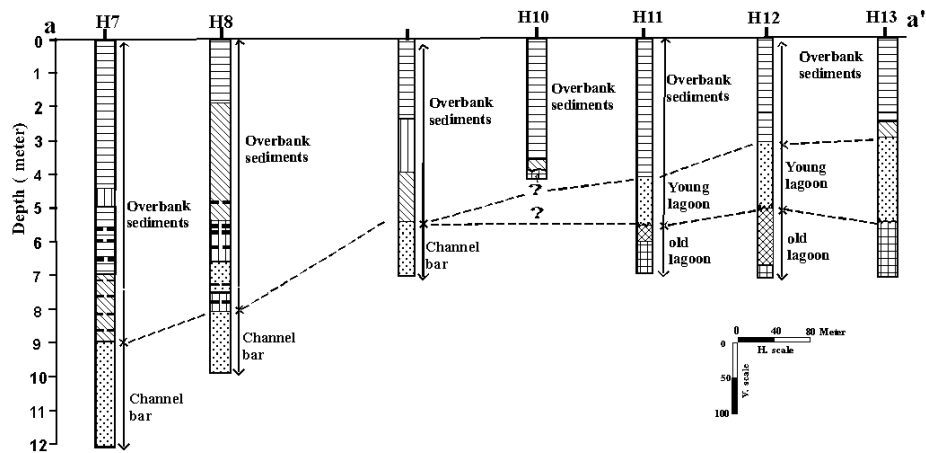 a H7 H8 H10 H11 H12 H13 a'
Depth ( meter)
0
1
2
3
4
5
6
7
8
9
10
11
12
Overbank
sediments
Channel
bar
Overbank
sediments
Channel
bar
Overbank
sediments
Channel
bar
Overbank
sediments
?
?
Overbank
sediments
Young
lagoon
old
lagoon
Overbank
sediments
Young
lagoon
old
lagoon
0 40 80 Meter
H. scale
0
50
100
V. scale